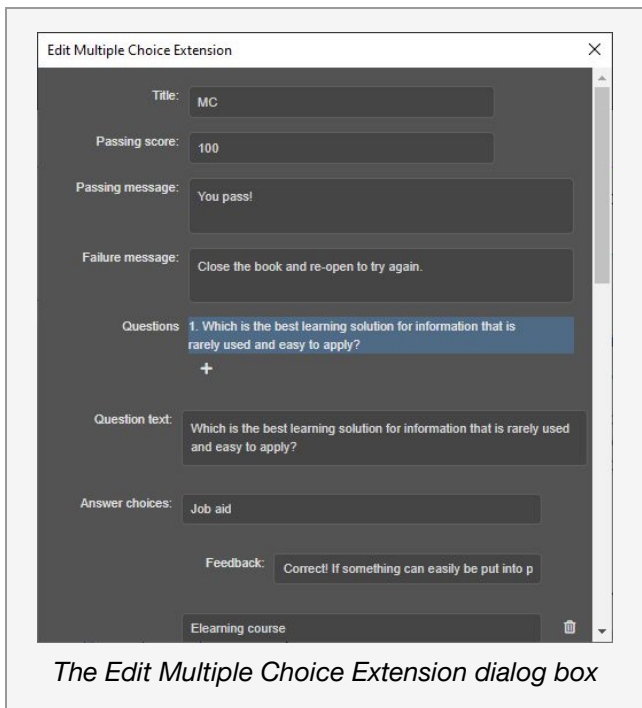 Edit Multiple Choice Extension
Title: MC
Passing score: 100
Passing message: You pass!
Failure message: Close the book and re-open to try again.
Questions 1. Which is the best learning solution for information that is
rarely used and easy to apply?
+
Question text: Which is the best learning solution for information that is rarely used
and easy to apply?
Answer choices: Job aid
Feedback: Correct! If something can easily be put into p
Elearning course
The Edit Multiple Choice Extension dialog box